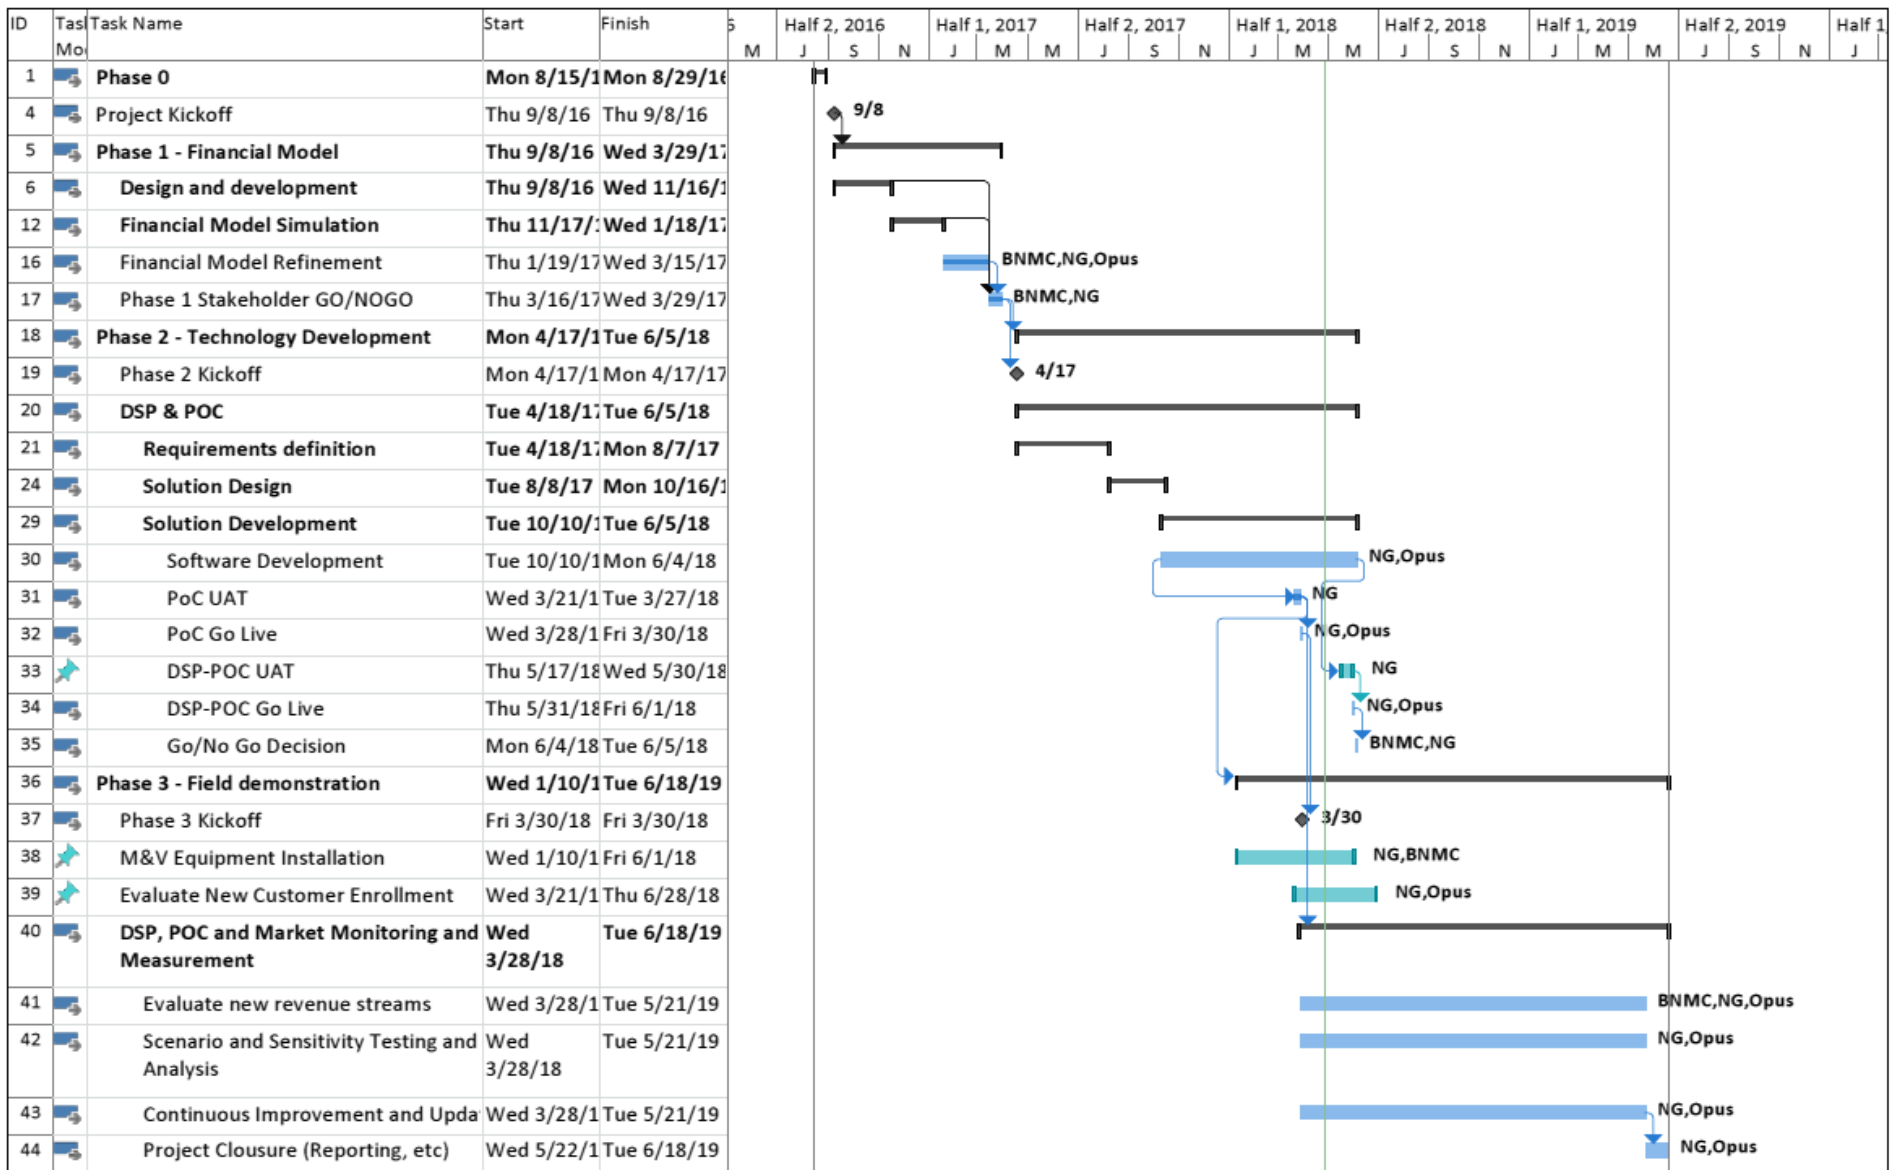 ID Tasl Task Name Start Finish 5 Half 2, 2016 Half 1, 2017 Half 2, 2017 Half 1, 2018 Half 2, 2018 Half 1, 2019 Half 2, 2019 Half 1,
Mo M J S N J M M J S N J M M J S N J M M J S N J
1 Phase 0 Mon 8/15/1 Mon 8/29/16
4 Project Kickoff Thu 9/8/16 Thu 9/8/16 9/8
5 Phase 1 - Financial Model Thu 9/8/16 Wed 3/29/17
6 Design and development Thu 9/8/16 Wed 11/16/1
12 Financial Model Simulation Thu 11/17/1 Wed 1/18/17
16 Financial Model Refinement Thu 1/19/17 Wed 3/15/17 BNMC,NG,Opus
17 Phase 1 Stakeholder GO/NOGO Thu 3/16/17 Wed 3/29/17 BNMC,NG
18 Phase 2 - Technology Development Mon 4/17/1 Tue 6/5/18
19 Phase 2 Kickoff Mon 4/17/1 Mon 4/17/17 4/17
20 DSP & POC Tue 4/18/17 Tue 6/5/18
21 Requirements definition Tue 4/18/17 Mon 8/7/17
24 Solution Design Tue 8/8/17 Mon 10/16/1
29 Solution Development Tue 10/10/1 Tue 6/5/18
30 Software Development Tue 10/10/1 Mon 6/4/18 NG,Opus
31 PoC UAT Wed 3/21/1 Tue 3/27/18 NG
32 PoC Go Live Wed 3/28/1 Fri 3/30/18 NG,Opus
33 DSP-POC UAT Thu 5/17/18 Wed 5/30/18 NG
34 DSP-POC Go Live Thu 5/31/18 Fri 6/1/18 NG,Opus
35 Go/No Go Decision Mon 6/4/18 Tue 6/5/18 BNMC,NG
36 Phase 3 - Field demonstration Wed 1/10/1 Tue 6/18/19
37 Phase 3 Kickoff Fri 3/30/18 Fri 3/30/18 3/30
38 M&V Equipment Installation Wed 1/10/1 Fri 6/1/18 NG,BNMC
39 Evaluate New Customer Enrollment Wed 3/21/1 Thu 6/28/18 NG,Opus
40 DSP, POC and Market Monitoring and Wed Tue 6/18/19
Measurement 3/28/18
41 Evaluate new revenue streams Wed 3/28/1 Tue 5/21/19 BNMC,NG,Opus
42 Scenario and Sensitivity Testing and Wed Tue 5/21/19 NG,Opus
Analysis 3/28/18
43 Continuous Improvement and Upda Wed 3/28/1 Tue 5/21/19 NG,Opus
44 Project Clousure (Reporting, etc) Wed 5/22/1 Tue 6/18/19 NG,Opus